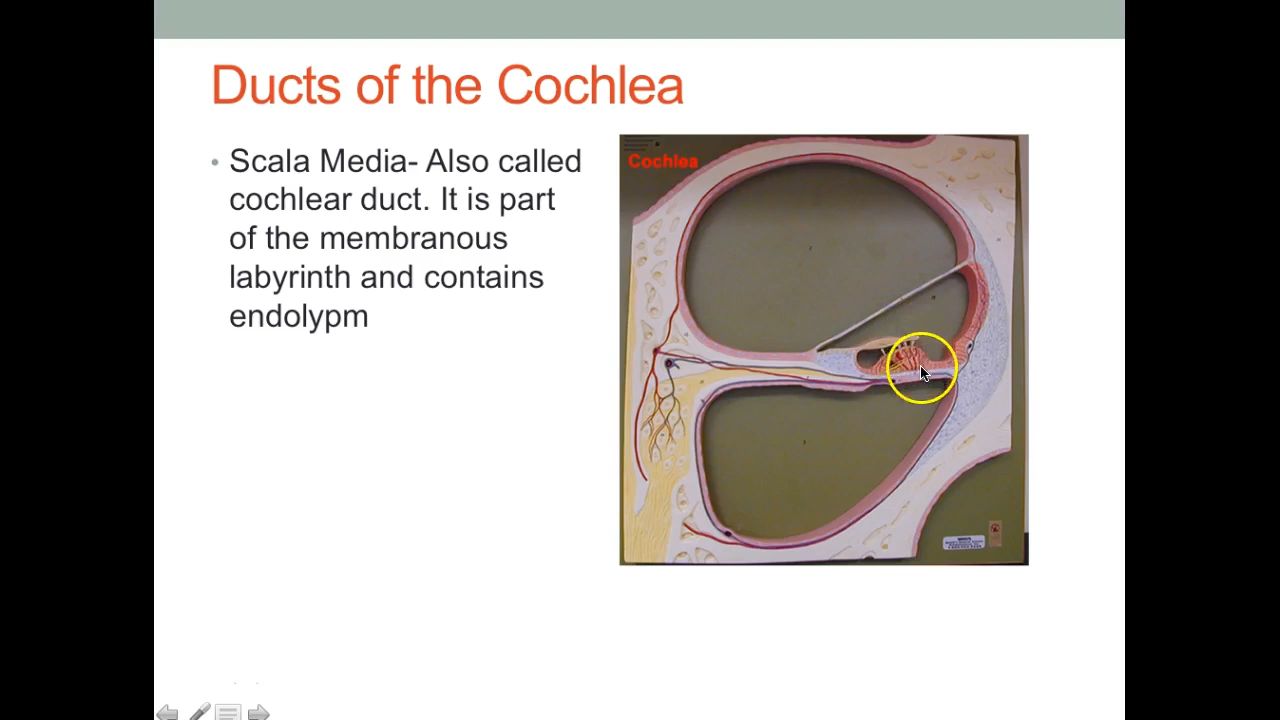 Ducts of the Cochlea
• Scala Media- Also called
cochlear duct. It is part
of the membranous
labyrinth and contains
endolypm
Cochlea